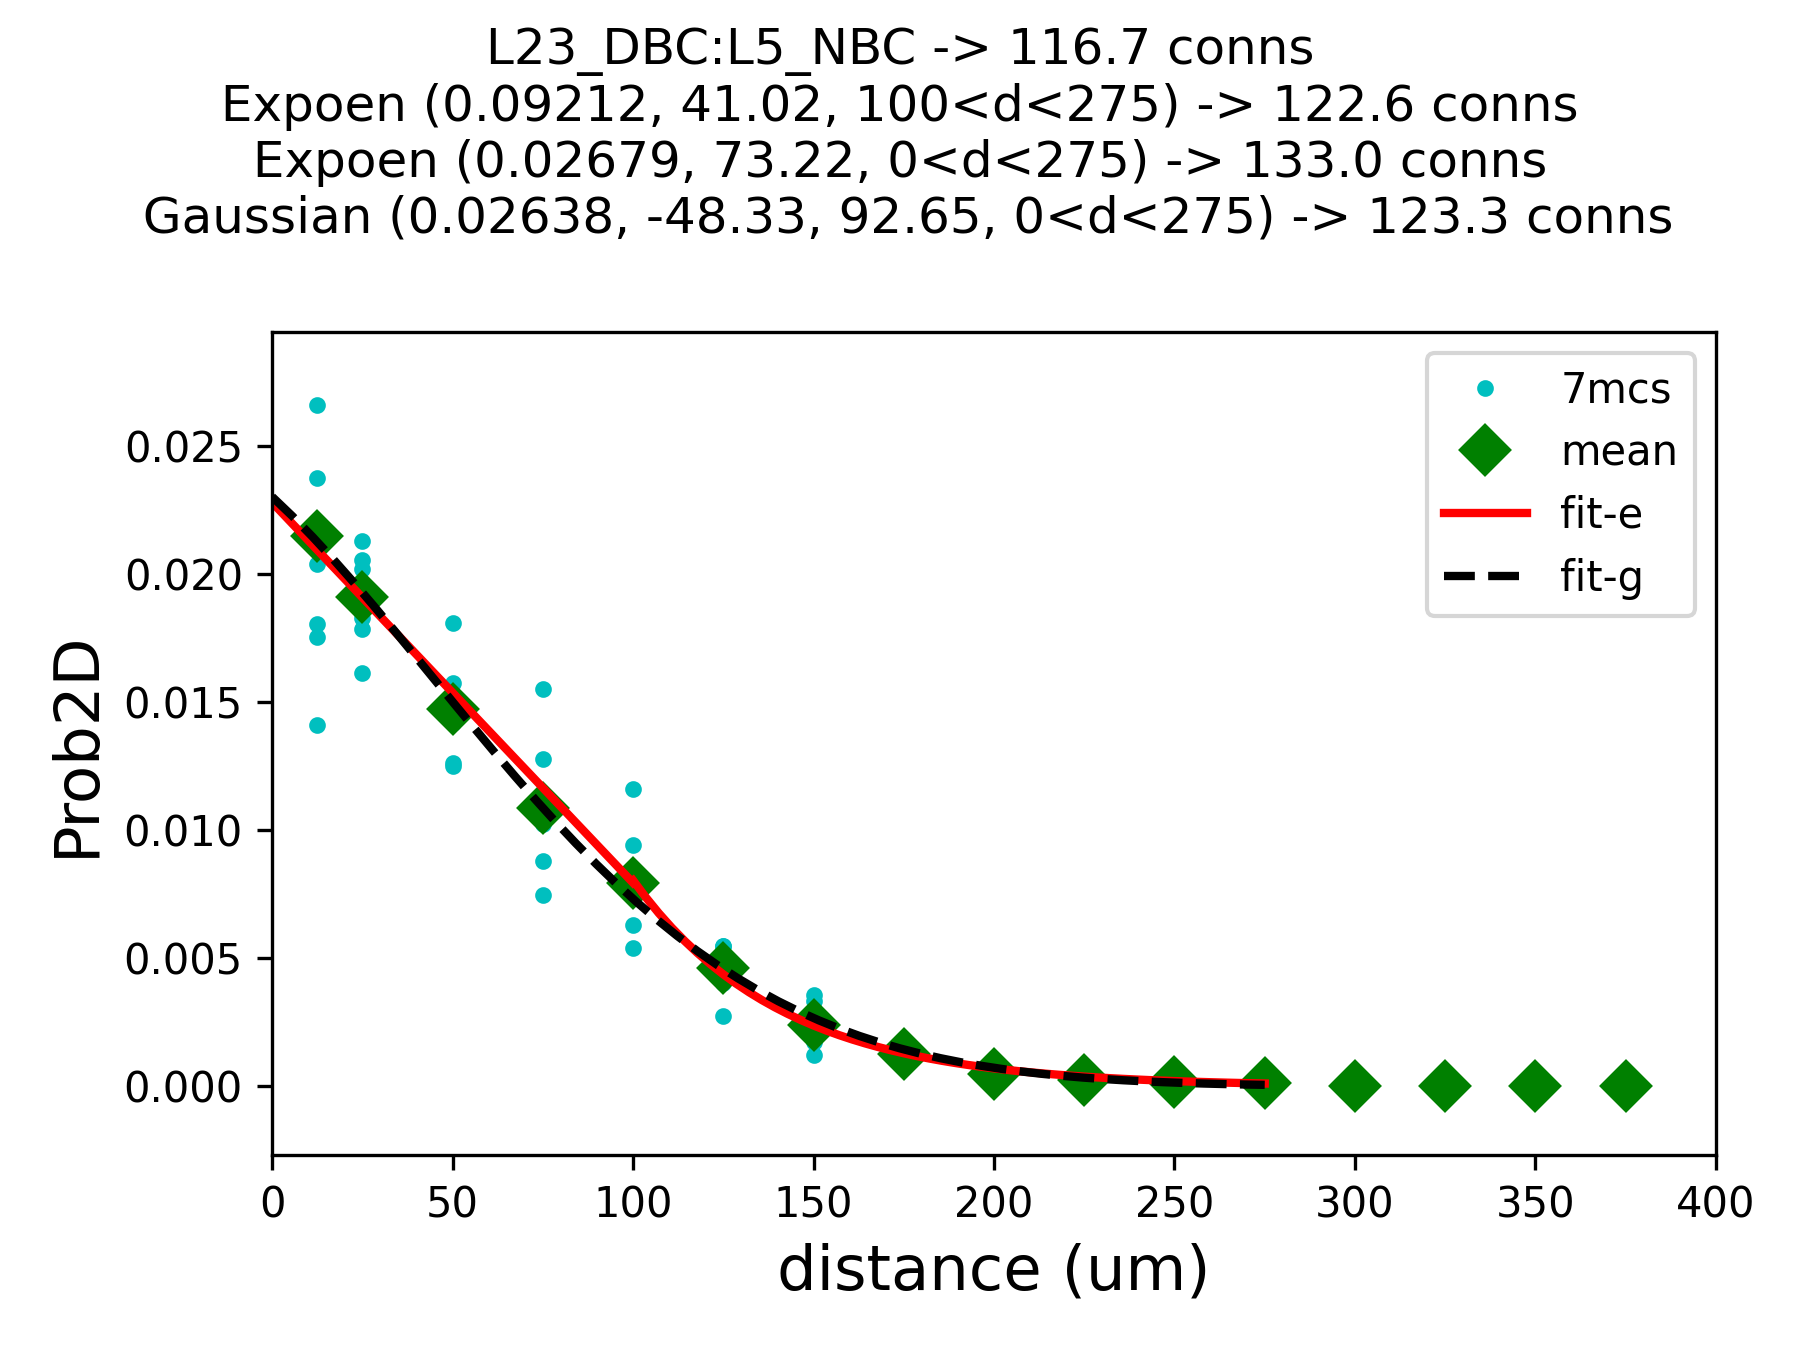 L23_DBC:L5_NBC -> 116.7 conns
Expoen (0.09212, 41.02, 100<d<275) -> 122.6 conns
Expoen (0.02679, 73.22, 0<d<275) -> 133.0 conns
Gaussian (0.02638, -48.33, 92.65, 0<d<275) -> 123.3 conns
7mcs
mean
fit-e
fit-g
Prob2D
0.025
0.020
0.015
0.010
0.005
0.000
0 50 100 150 200 250 300 350 400
distance (um)